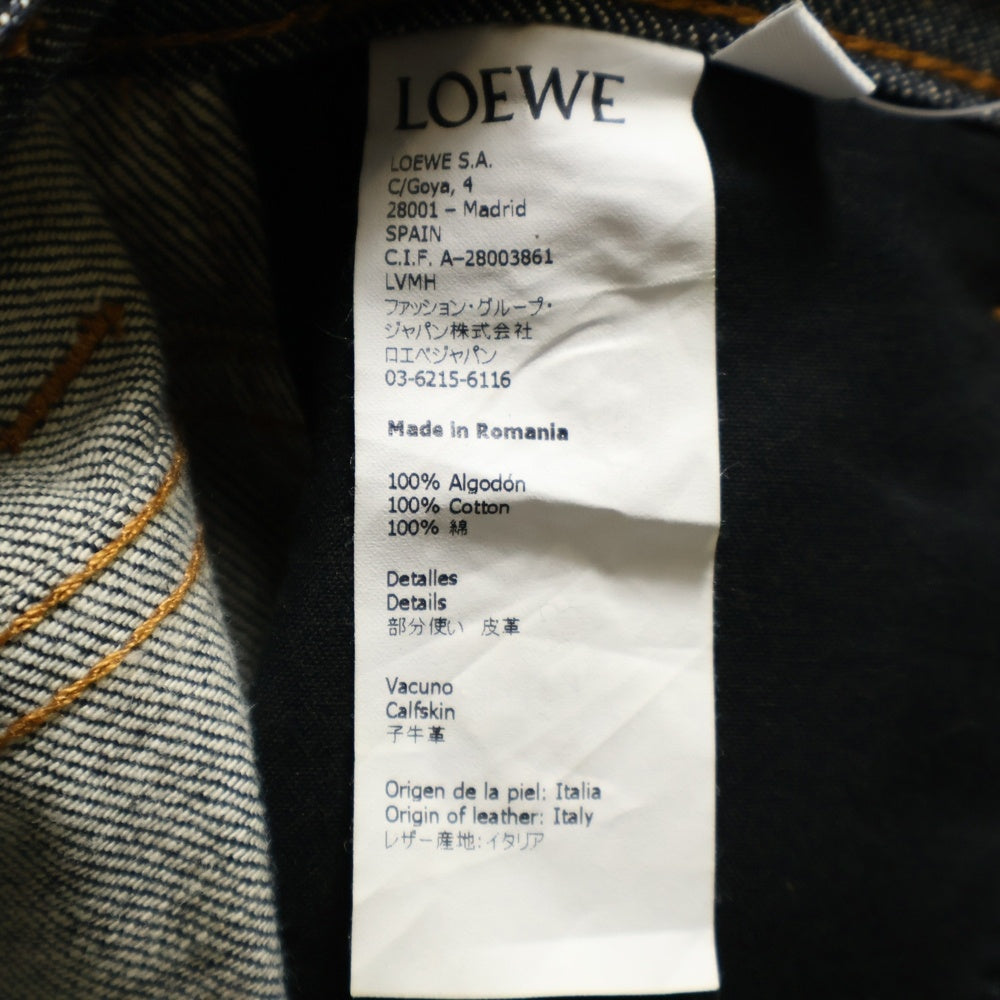 LOEWE
LOEWE S.A.
C/Goya, 4
28001 – Madrid
SPAIN
C.I.F. A-28003861
LVMH
ファッション・グループ・
ジャパン株式会社
ロエベジャパン
03-6215-6116
Made in Romania
100% Algodón
100% Cotton
100% 綿
Detalles
Details
部分使い 皮革
Vacuno
Calfskin
子牛革
Origen de la piel: Italia
Origin of leather: Italy
レザー産地:イタリア